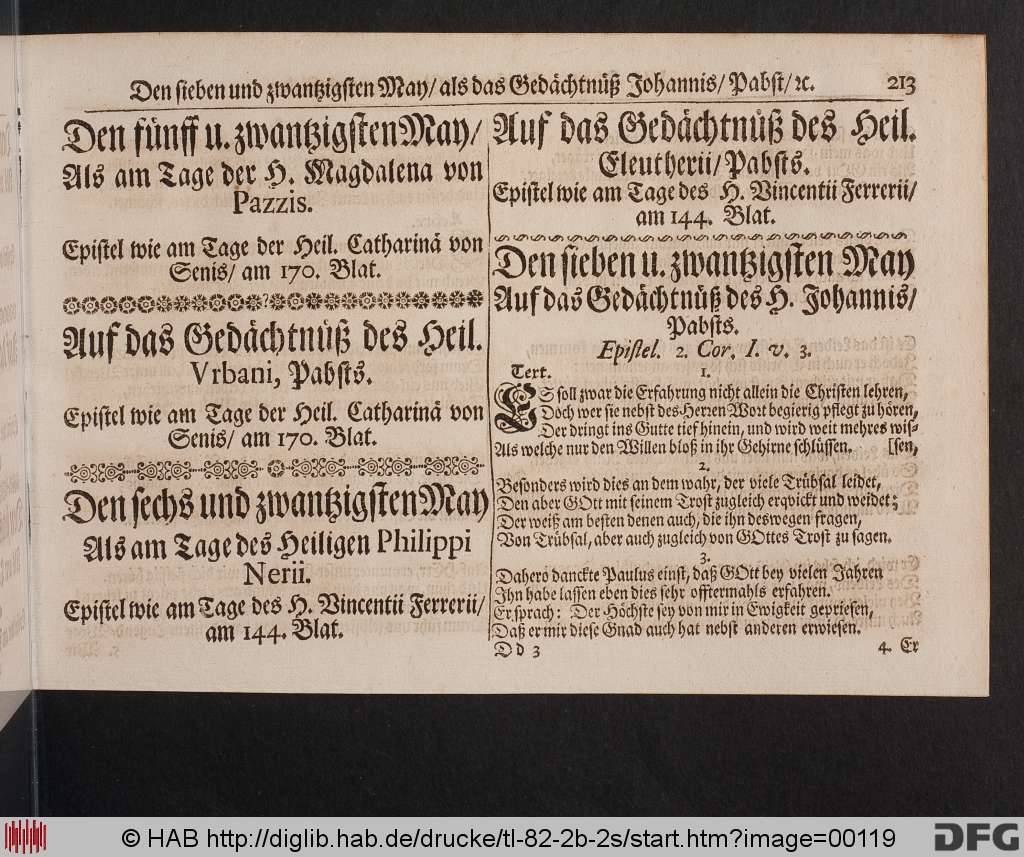 Den sieben und zwantzigsten May/ als das Gedächtnüß Johannis/ Pabst/ ꝛc. 213
Den fünff u. zwantzigsten May/
Als am Tage der H. Magdalena von
Pazzis.
Epistel wie am Tage der Heil. Catharinä von
Senis/ am 170. Blat.
Auf das Gedächtnüß des Heil.
Vrbani, Pabsts.
Epistel wie am Tage der Heil. Catharinä von
Senis/ am 170. Blat.
Den sechs und zwantzigsten May
Als am Tage des Heiligen Philippi
Nerii.
Epistel wie am Tage des H. Vincentii Ferrerii/
am 144. Blat.
Auf das Gedächtnüß des Heil.
Eleutherii/ Pabsts.
Epistel wie am Tage des H. Vincentii Ferrerii/
am 144. Blat.
Den sieben u. zwantzigsten May
Auf das Gedächtnüß des H. Johannis/
Pabsts.
Epistel. 2. Cor. I. v. 3.
Text. 1.
ES soll zwar die Erfahrung nicht allein die Christen lehren,
Doch wer sie nebst des Herren Wort begierig pflegt zu hören,
Der dringt ins Gutte tief hinein, und wird weit mehres wis-
Als welche nur den Willen bloß in ihr Gehirne schlüssen. [sen,
2.
Besonders wird dies an dem wahr, der viele Trübsal leidet,
Den aber GOtt mit seinem Trost zugleich erqvickt und weidet;
Der weiß am besten denen auch, die ihn deswegen fragen,
Von Trübsal, aber auch zugleich von GOttes Trost zu sagen.
3.
Dahero danckte Paulus einst, daß GOtt bey vielen Jahren
Ihn habe lassen eben dies sehr offtermahls erfahren.
Er sprach: Der Höchste sey von mir in Ewigkeit gepriesen,
Daß er mir diese Gnad auch hat nebst anderen erwiesen.
D d 3 4. Er
© HAB http://diglib.hab.de/drucke/tl-82-2b-2s/start.htm?image=00119
DFG